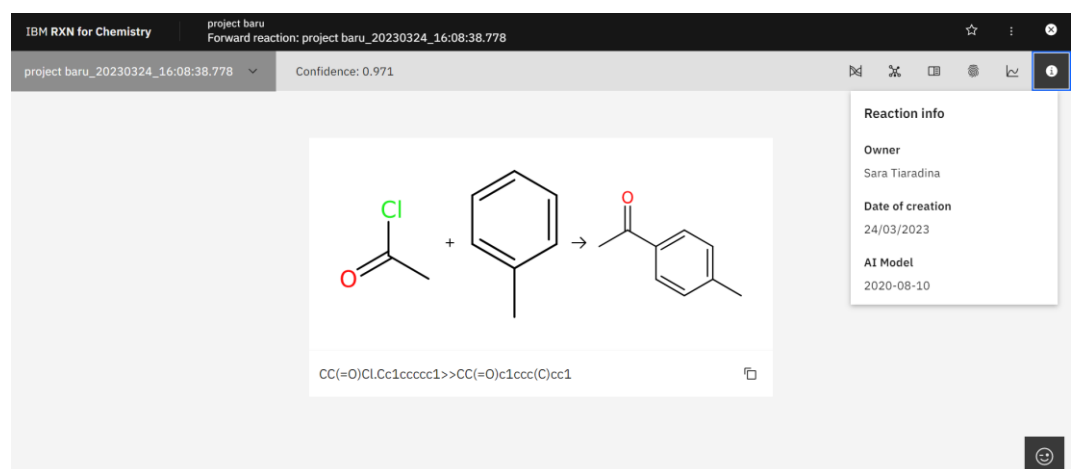 IBM RXN for Chemistry
project baru
Forward reaction: project baru_20230324_16:08:38.778
project baru_20230324_16:08:38.778
Confidence: 0.971
Reaction info
Owner
Sara Tiaradina
Date of creation
24/03/2023
AI Model
2020-08-10
Cl
O
+
→
O
CC(=O)Cl.Cc1ccccc1>>CC(=O)c1ccc(C)cc1